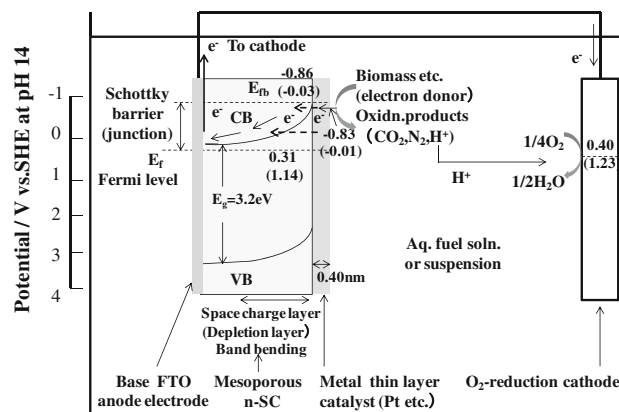 e⁻ To cathode
e⁻
Potential / V vs.SHE at pH 14
-1
0
1
2
3
4
Schottky
barrier
(junction)
E_f
Fermi level
-0.86
E_fb (-0.03)
e⁻ CB e⁻ e⁻
-0.83
(-0.01)
0.31
(1.14)
E_g=3.2eV
VB
0.40nm
Biomass etc.
(electron donor)
Oxidn.products
(CO₂,N₂,H⁺)
H⁺
1/4O₂
1/2H₂O
0.40
(1.23
Aq. fuel soln.
or suspension
Space charge layer
(Depletion layer)
Band bending
Base FTO
anode electrode
Mesoporous
n-SC
Metal thin layer
catalyst (Pt etc.)
O₂-reduction cathode